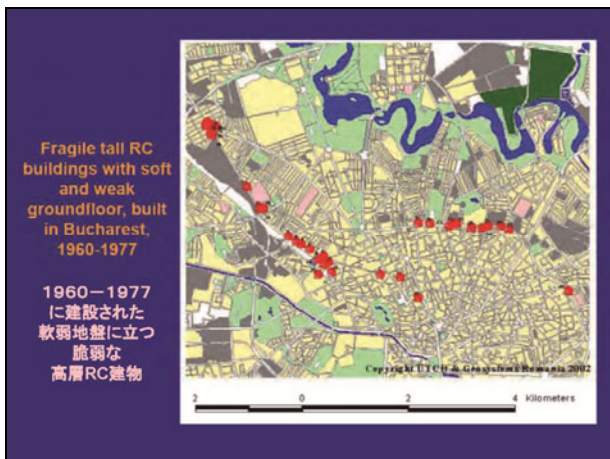 Fragile tall RC
buildings with soft
and weak
groundfloor, built
in Bucharest,
1960-1977
1960－1977
に建設された
軟弱地盤に立つ
脆弱な
高層RC建物
Copyright UTCB & Geosystems Romania 2002
2 0 2 4 Kilometers